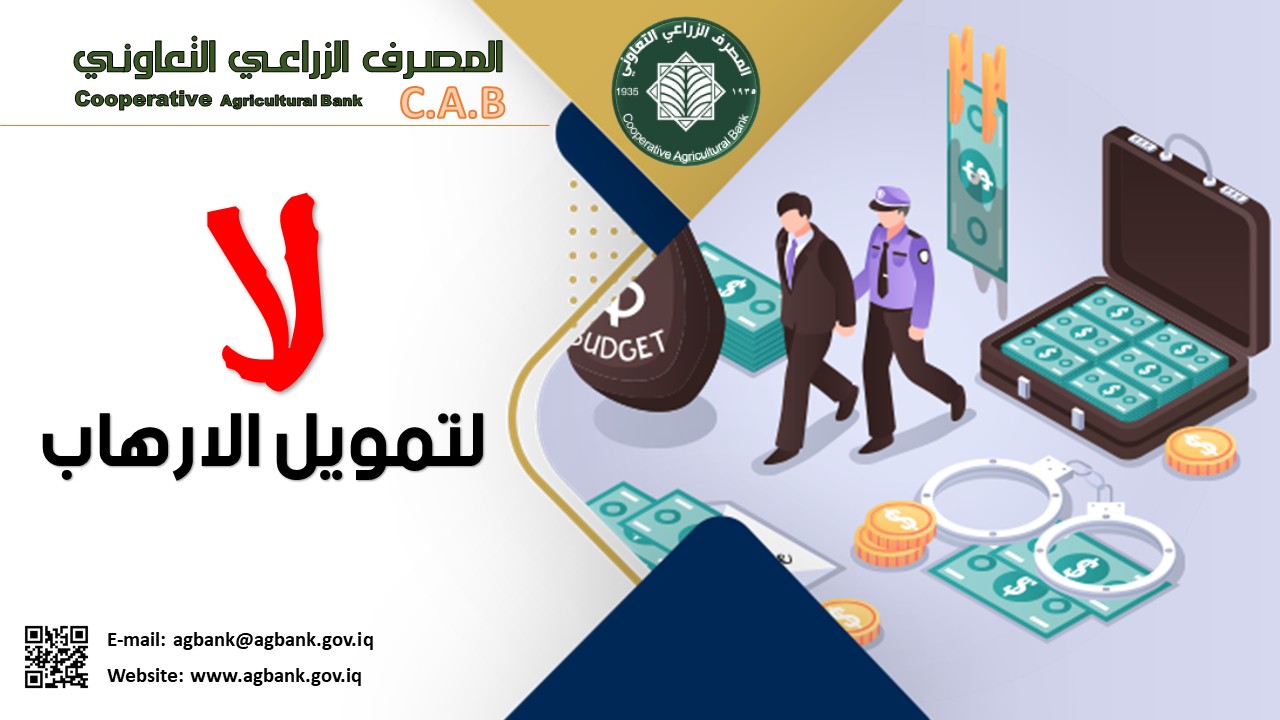 المصرف الزراعي التعاوني
Cooperative Agricultural Bank
C.A.B
المصرف الزراعي التعاوني
1935 ١٩٣٥
Cooperative Agricultural Bank
لا
لتمويل الارهاب
BUDGET
E-mail: agbank@agbank.gov.iq
Website: www.agbank.gov.iq